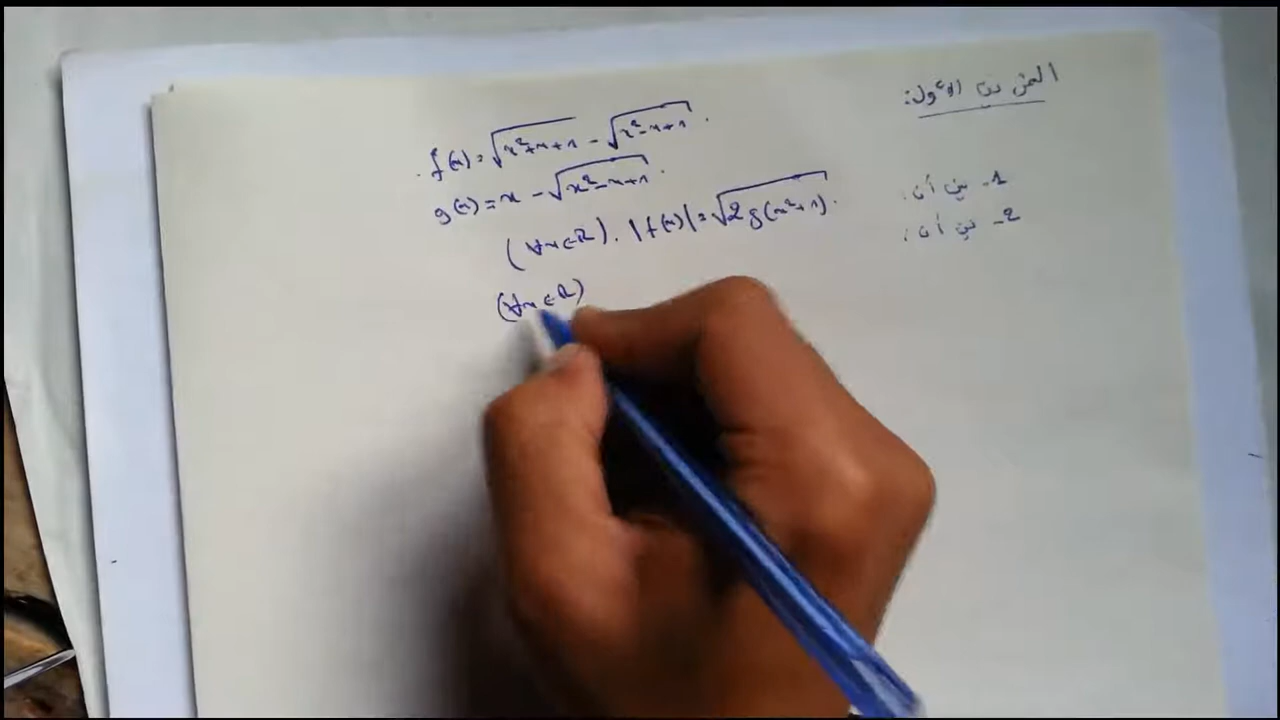 التمرين الأول:
f(x) = √(x²+x+1) - √(x²-x+1).
g(x) = x - √(x²-x+1).
1- بين أن: (∀x∈ℝ). |f(x)| = √(2g(x²+1)).
2- بين أن: (∀x∈ℝ)